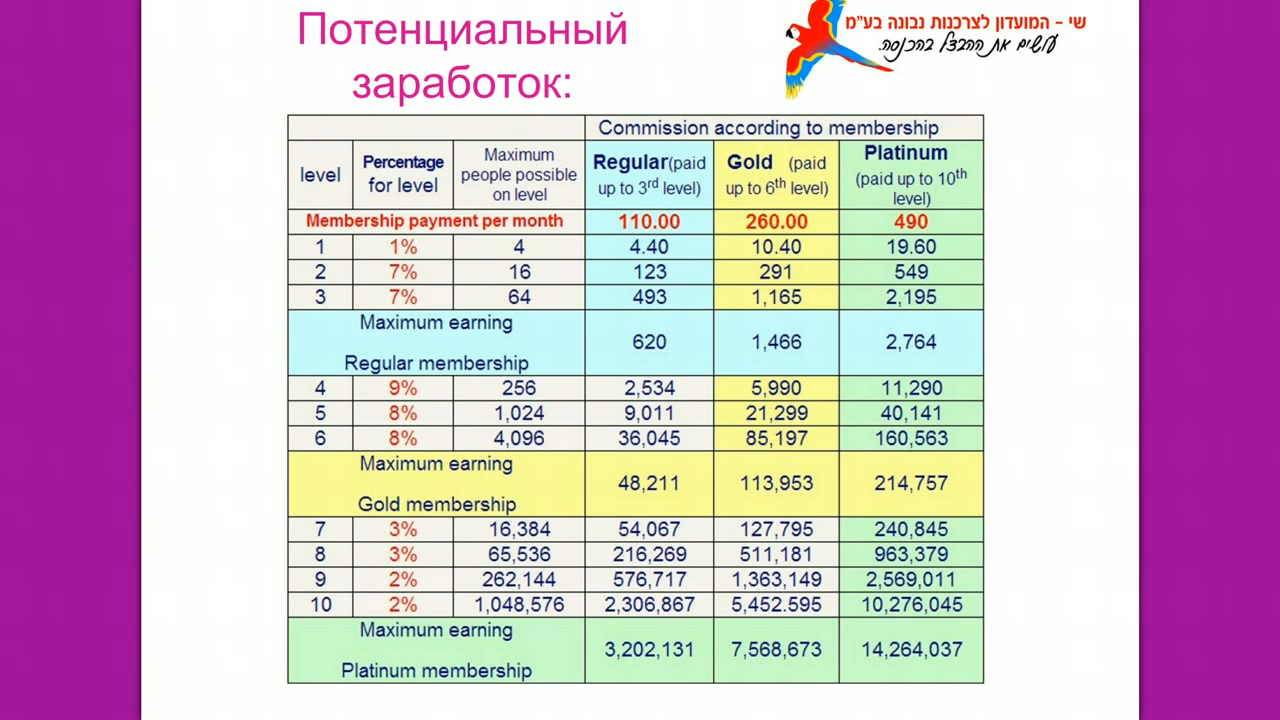 Потенциальный
заработок:
שי - המועדון לצרכנות נבונה בע"מ
עושים את ההבדל בהכנסה.
Commission according to membership
level Percentage for level Maximum people possible on level Regular(paid up to 3rd level) Gold (paid up to 6th level) Platinum (paid up to 10th level)
Membership payment per month 110.00 260.00 490
1 1% 4 4.40 10.40 19.60
2 7% 16 123 291 549
3 7% 64 493 1,165 2,195
Maximum earning
Regular membership 620 1,466 2,764
4 9% 256 2,534 5,990 11,290
5 8% 1,024 9,011 21,299 40,141
6 8% 4,096 36,045 85,197 160,563
Maximum earning
Gold membership 48,211 113,953 214,757
7 3% 16,384 54,067 127,795 240,845
8 3% 65,536 216,269 511,181 963,379
9 2% 262,144 576,717 1,363,149 2,569,011
10 2% 1,048,576 2,306,867 5,452.595 10,276,045
Maximum earning
Platinum membership 3,202,131 7,568,673 14,264,037